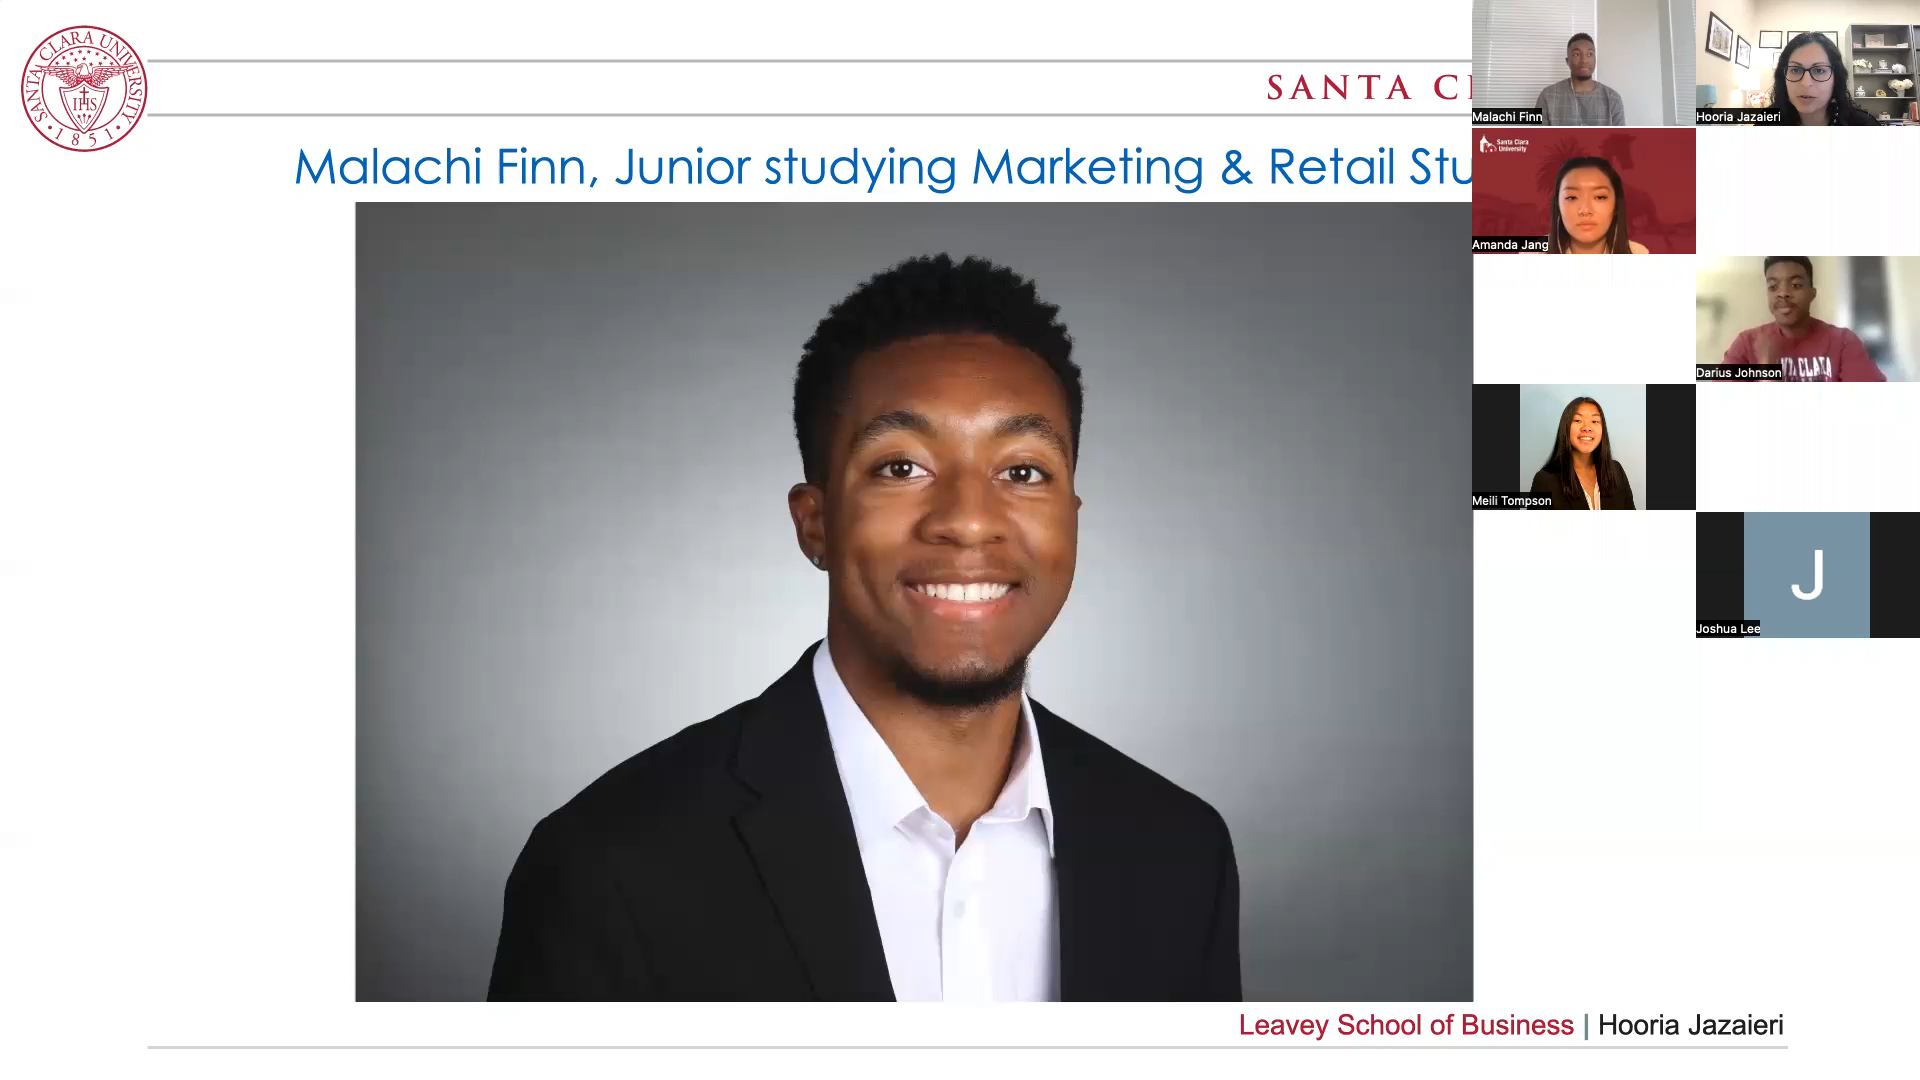 SANTA CLARA UNIVERSITY
IHS
• 1851 •
SANTA
Malachi Finn, Junior studying Marketing & Retail
Malachi Finn
Hooria Jazaieri
Santa Clara
University
Amanda Jang
Darius Johnson
CLARA
Meili Tompson
J
Joshua Lee
Leavey School of Business | Hooria Jazaieri